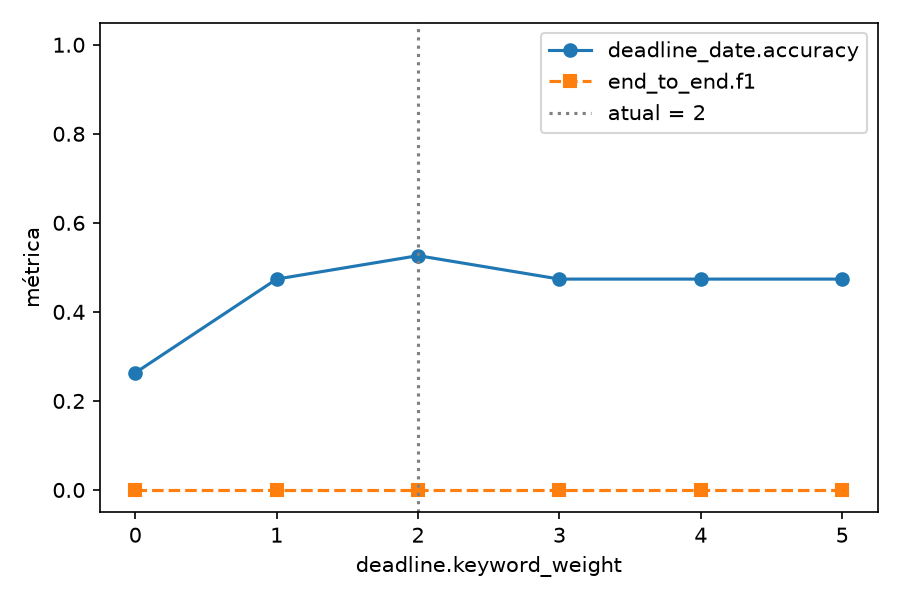 deadline_date.accuracy
end_to_end.f1
atual = 2
métrica
1.0
0.8
0.6
0.4
0.2
0.0
0 1 2 3 4 5
deadline.keyword_weight